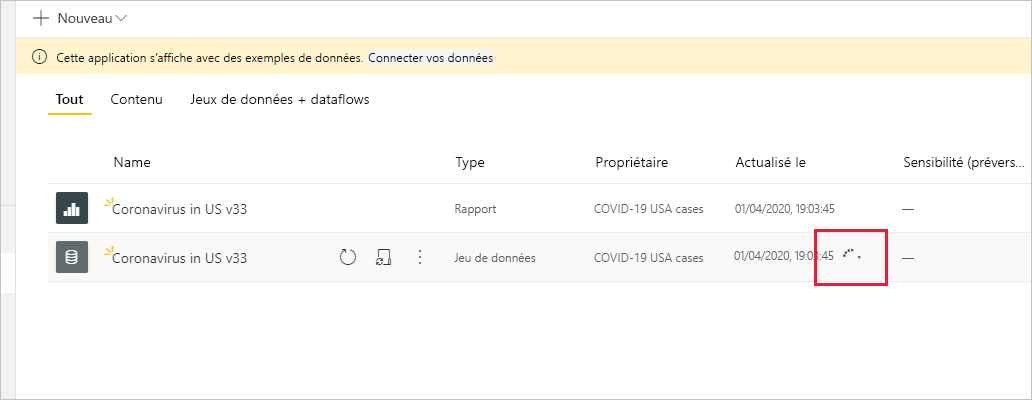 Nouveau
Cette application s'affiche avec des exemples de données. Connecter vos données
Tout Contenu Jeux de données + dataflows
Name Type Propriétaire Actualisé le Sensibilité (prévers...
Coronavirus in US v33 Rapport COVID-19 USA cases 01/04/2020, 19:03:45 —
Coronavirus in US v33 Jeu de données COVID-19 USA cases 01/04/2020, 19:03:45 —